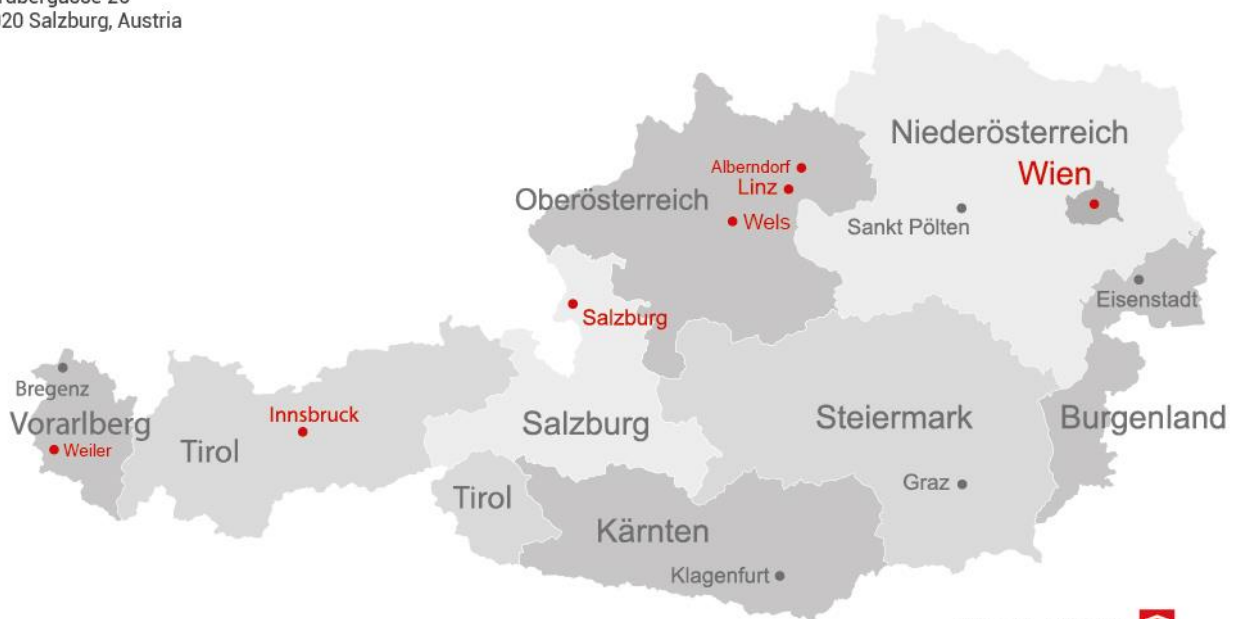 20 Salzburg, Austria
Niederösterreich
Wien
Alberndorf
Linz
Oberösterreich
Wels
Sankt Pölten
Eisenstadt
Salzburg
Bregenz
Vorarlberg
Weiler
Innsbruck
Tirol
Salzburg
Steiermark
Burgenland
Graz
Tirol
Kärnten
Klagenfurt